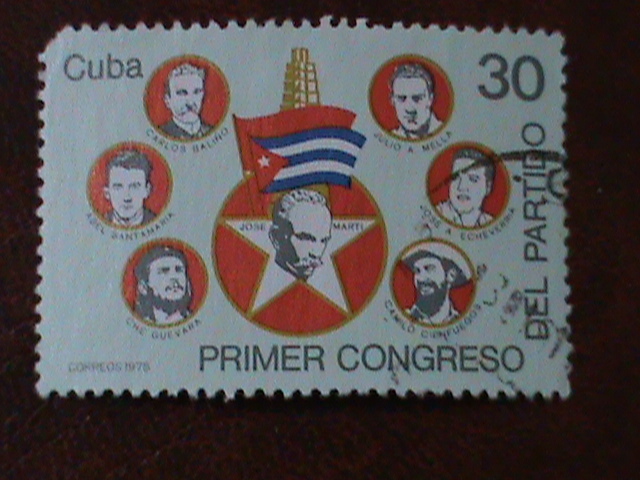 Cuba
30
CARLOS BALIÑO
JULIO A. MELLA
ABEL SANTAMARIA
JOSE A. ECHEVERRIA
JOSE MARTI
CHE GUEVARA
CAMILO CIENFUEGOS
CORREOS 1975
PRIMER CONGRESO
DEL PARTIDO